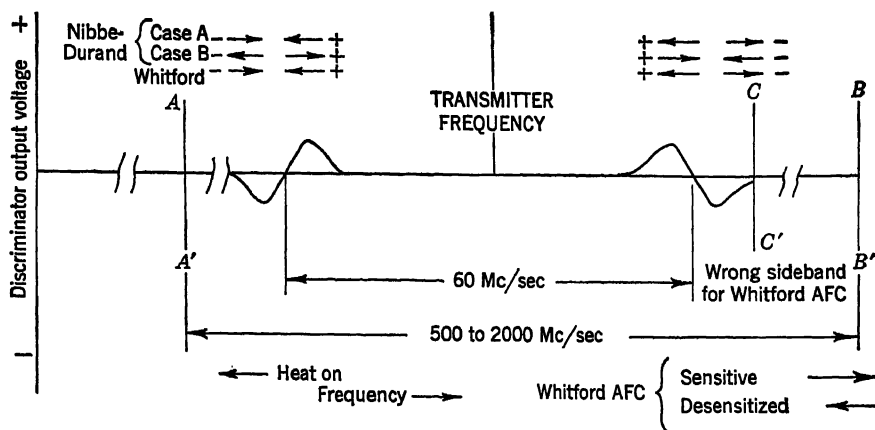 +
Discriminator output voltage
−
Nibbe-
Durand
Case A − +
Case B − +
Whitford − +
+ −
+ −
+ −
A
TRANSMITTER
FREQUENCY
C
B
A'
C'
B'
60 Mc/sec
Wrong sideband
for Whitford AFC
500 to 2000 Mc/sec
Heat on
Frequency
Whitford AFC
Sensitive
Desensitized